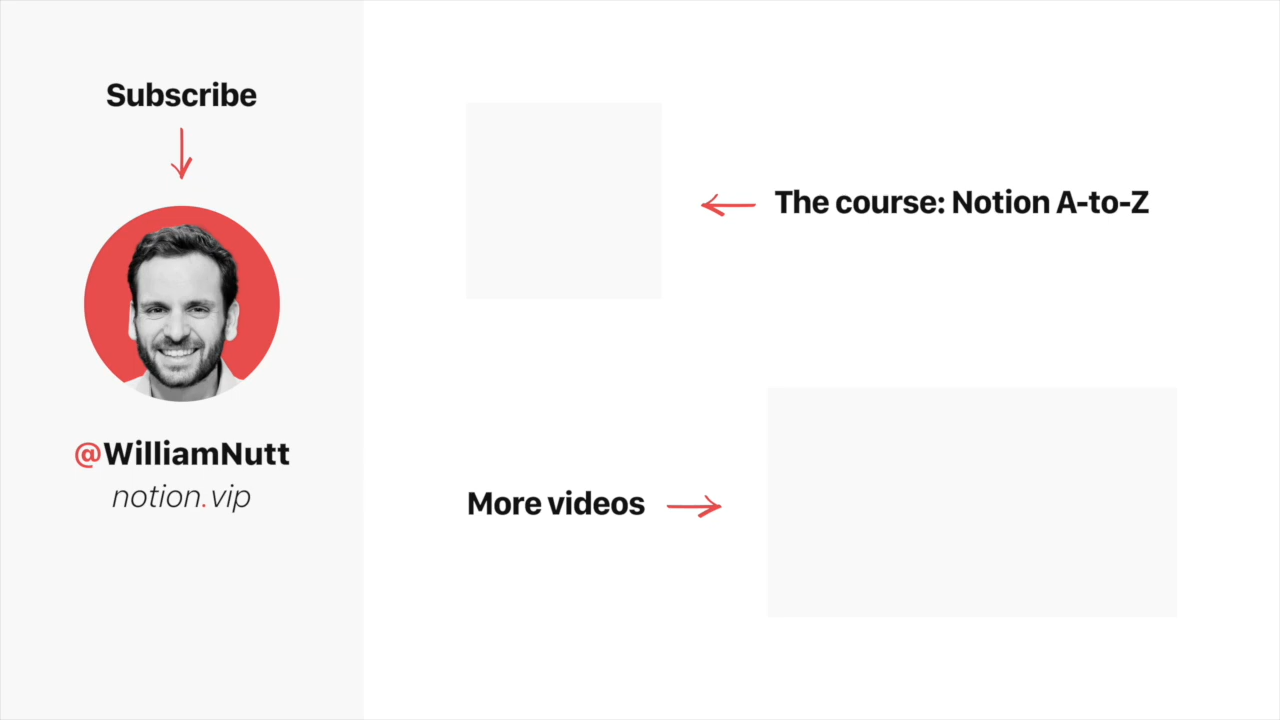 Subscribe
@WilliamNutt
notion.vip
The course: Notion A-to-Z
More videos